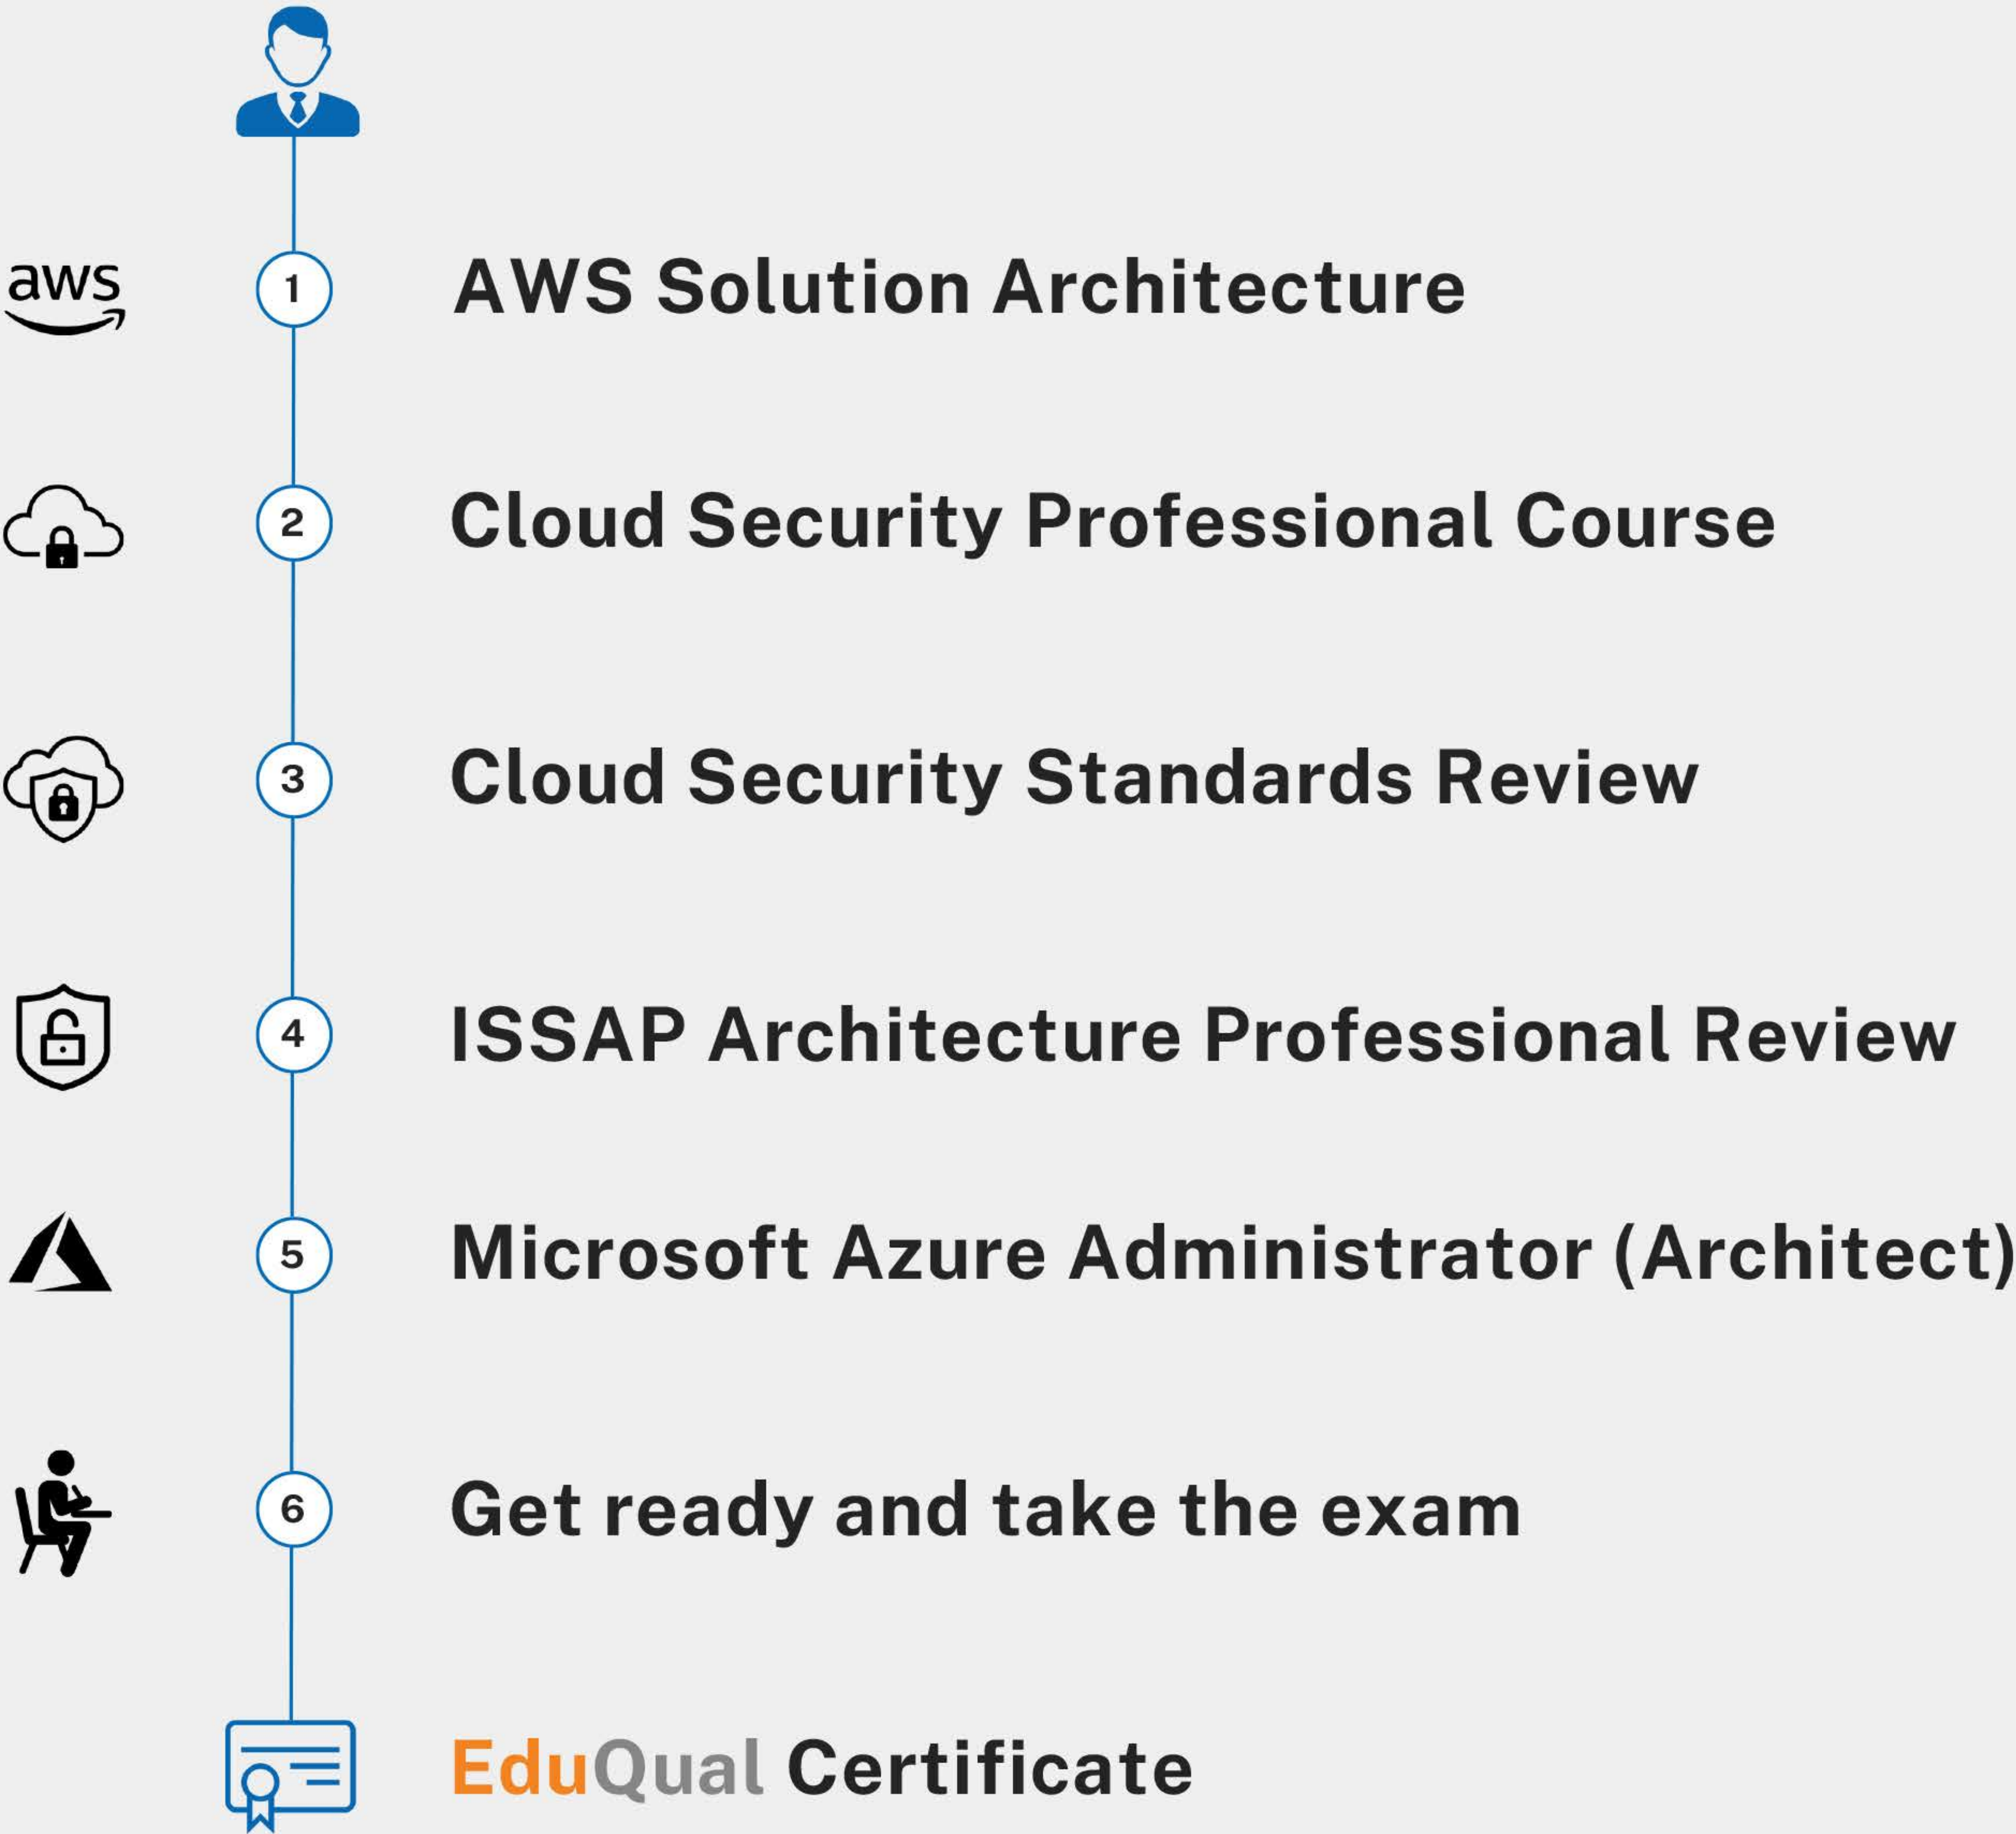 aws
1
AWS Solution Architecture
2
Cloud Security Professional Course
3
Cloud Security Standards Review
4
ISSAP Architecture Professional Review
5
Microsoft Azure Administrator (Architect)
6
Get ready and take the exam
EduQual Certificate